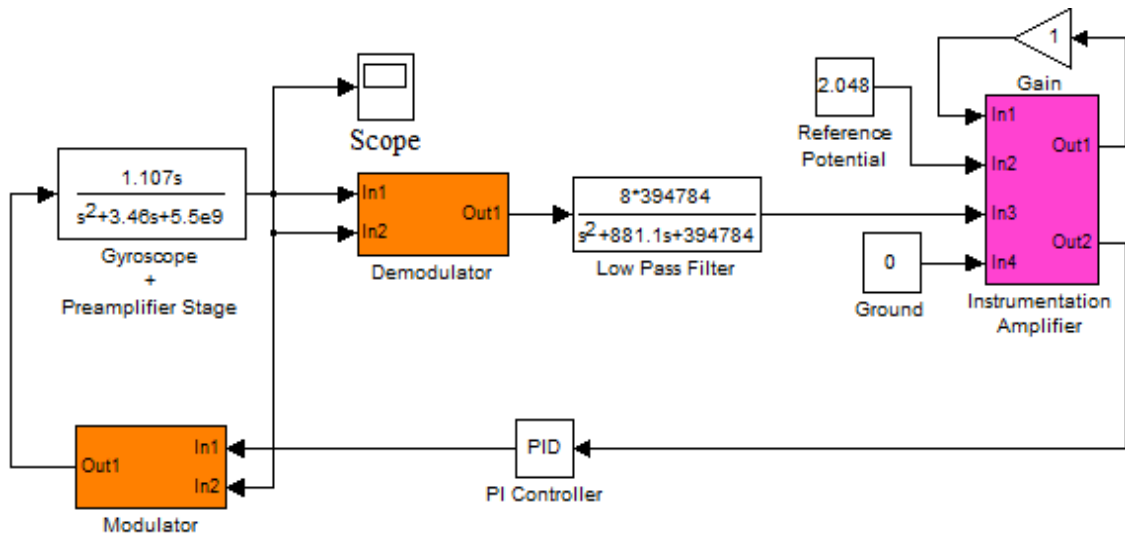 1
Gain
Scope
2.048
Reference
Potential
In1
In2
In3
In4
Out1
Out2
Instrumentation
Amplifier
1.107s
s²+3.46s+5.5e9
Gyroscope
+
Preamplifier Stage
In1
In2
Out1
Demodulator
8*394784
s²+881.1s+394784
Low Pass Filter
0
Ground
Out1
In1
In2
Modulator
PID
PI Controller